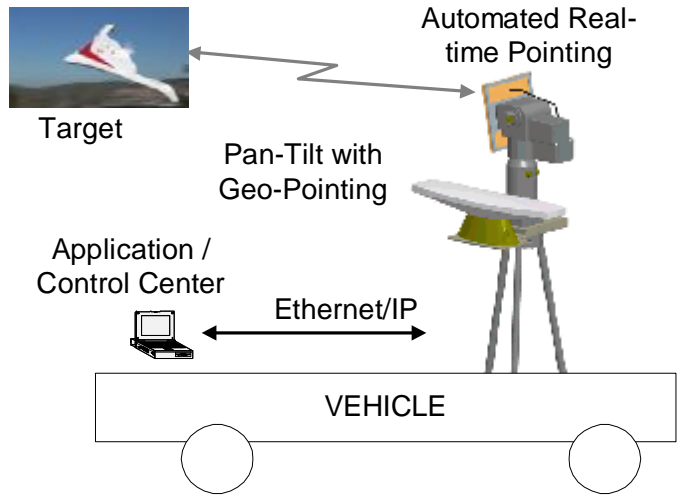 Automated Real-
time Pointing
Target
Pan-Tilt with
Geo-Pointing
Application /
Control Center
Ethernet/IP
VEHICLE